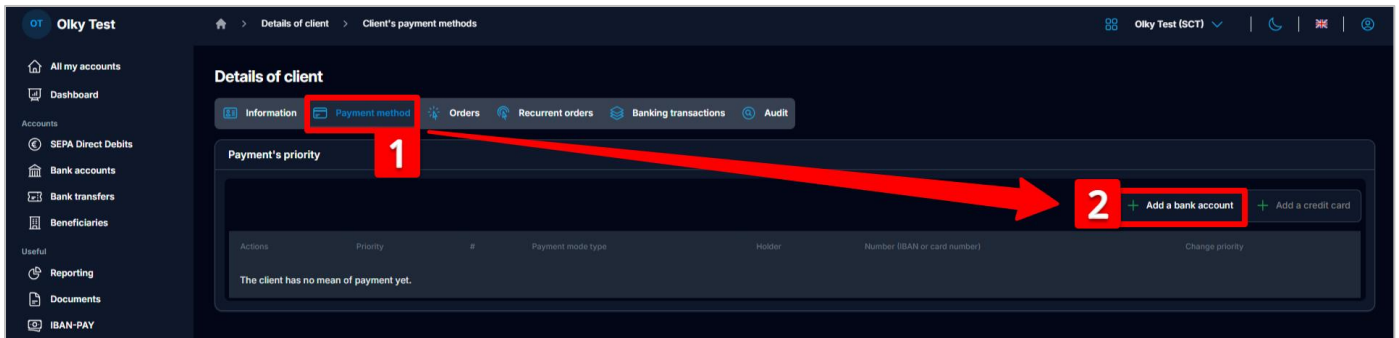 OT Olky Test
Details of client > Client's payment methods
Olky Test (SCT)
All my accounts
Dashboard
Accounts
SEPA Direct Debits
Bank accounts
Bank transfers
Beneficiaries
Useful
Reporting
Documents
IBAN-PAY
Details of client
Information Payment method Orders Recurrent orders Banking transactions Audit
1
Payment's priority
2
+ Add a bank account + Add a credit card
Actions Priority # Payment mode type Holder Number (IBAN or card number) Change priority
The client has no mean of payment yet.